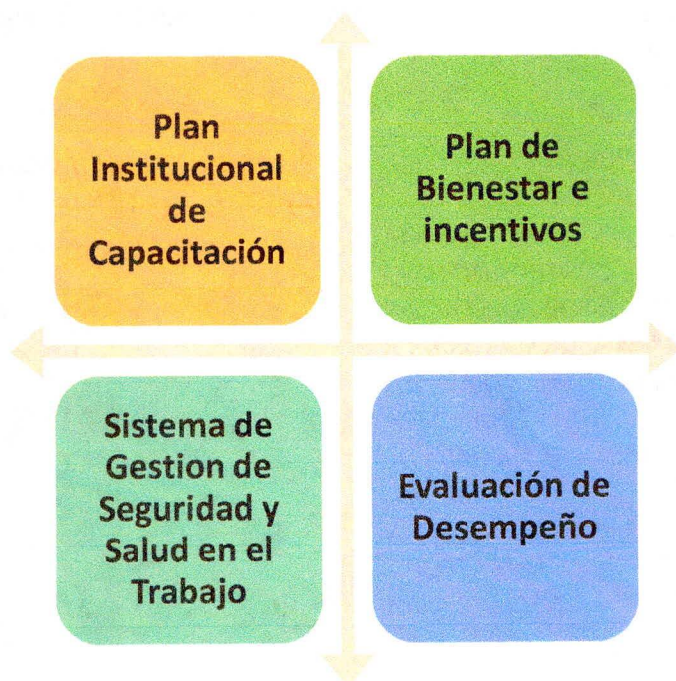 Plan
Institucional
de
Capacitación
Plan de
Bienestar e
incentivos
Sistema de
Gestion de
Seguridad y
Salud en el
Trabajo
Evaluación de
Desempeño